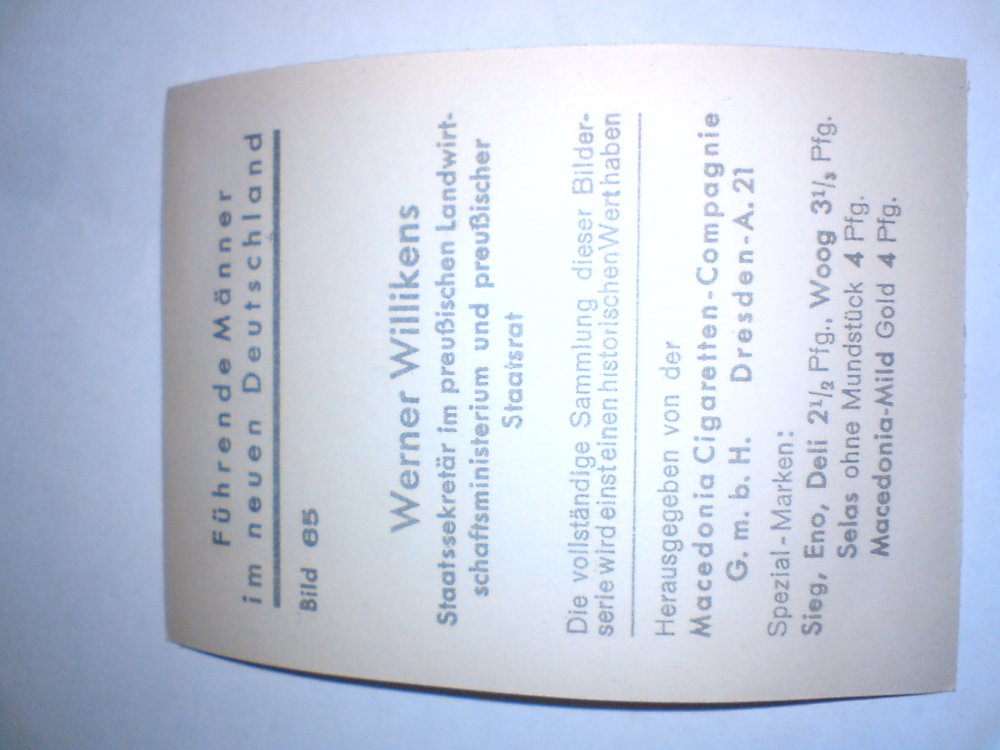 Führende Männer
im neuen Deutschland
Bild 65
Werner Willikens
Staatssekretär im preußischen Landwirt-
schaftsministerium und preußischer
Staatsrat
Die vollständige Sammlung dieser Bilder-
serie wird einst einen historischen Wert haben
Herausgegeben von der
Macedonia Cigaretten-Compagnie
G. m. b. H. Dresden-A. 21
Spezial-Marken:
Sieg, Eno, Deli 2½ Pfg., Woog 3⅓ Pfg.
Selas ohne Mundstück 4 Pfg.
Macedonia-Mild Gold 4 Pfg.